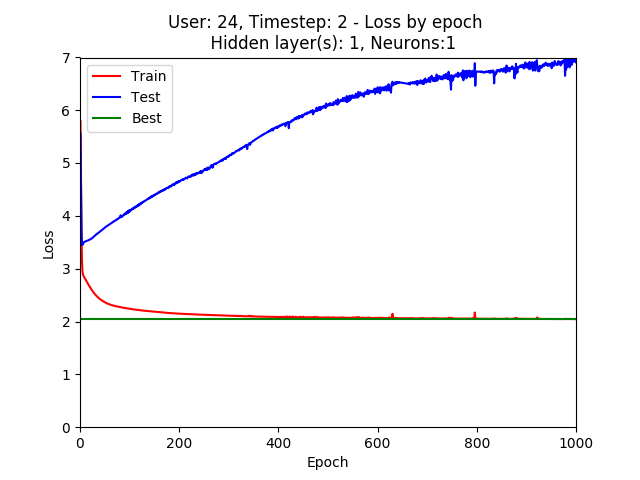 User: 24, Timestep: 2 - Loss by epoch
Hidden layer(s): 1, Neurons:1
Train
Test
Best
7
6
5
4
3
2
1
0
Loss
0 200 400 600 800 1000
Epoch